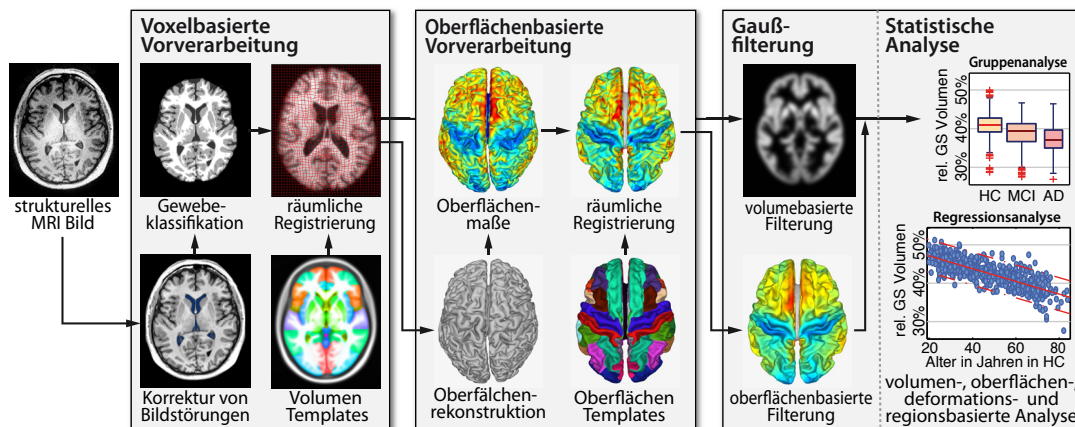 Voxelbasierte
Vorverarbeitung
Oberflächenbasierte
Vorverarbeitung
Gauß-
filterung
Statistische
Analyse
strukturelles
MRI Bild
Gewebe-
klassifikation
räumliche
Registrierung
Korrektur von
Bildstörungen
Volumen
Templates
Oberflächen-
maße
räumliche
Registrierung
Oberfälchen-
rekonstruktion
Oberflächen
Templates
volumebasierte
Filterung
oberflächenbasierte
Filterung
Gruppenanalyse
rel. GS Volumen
50%
40%
30%
HC MCI AD
Regressionsanalyse
rel. GS Volumen
50%
40%
30%
20 40 60 80
Alter in Jahren in HC
volumen-, oberflächen-,
deformations- und
regionsbasierte Analyse